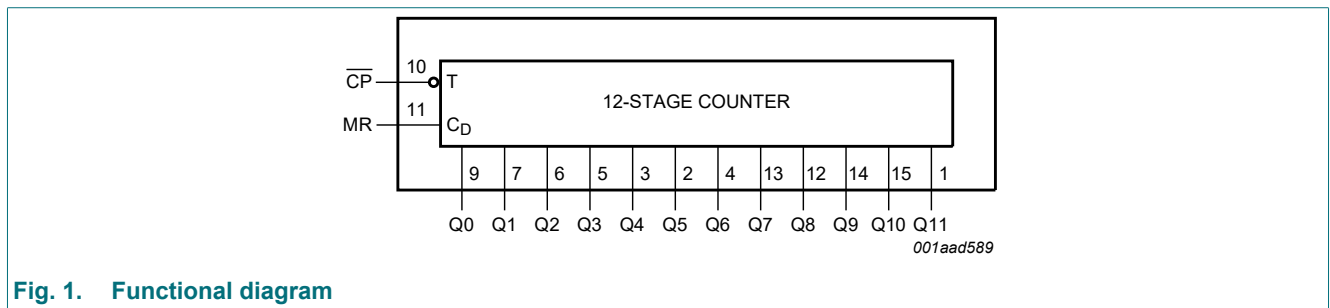 10
CP
T
12-STAGE COUNTER
11
MR
CD
9 7 6 5 3 2 4 13 12 14 15 1
Q0 Q1 Q2 Q3 Q4 Q5 Q6 Q7 Q8 Q9 Q10 Q11
001aad589
Fig. 1. Functional diagram